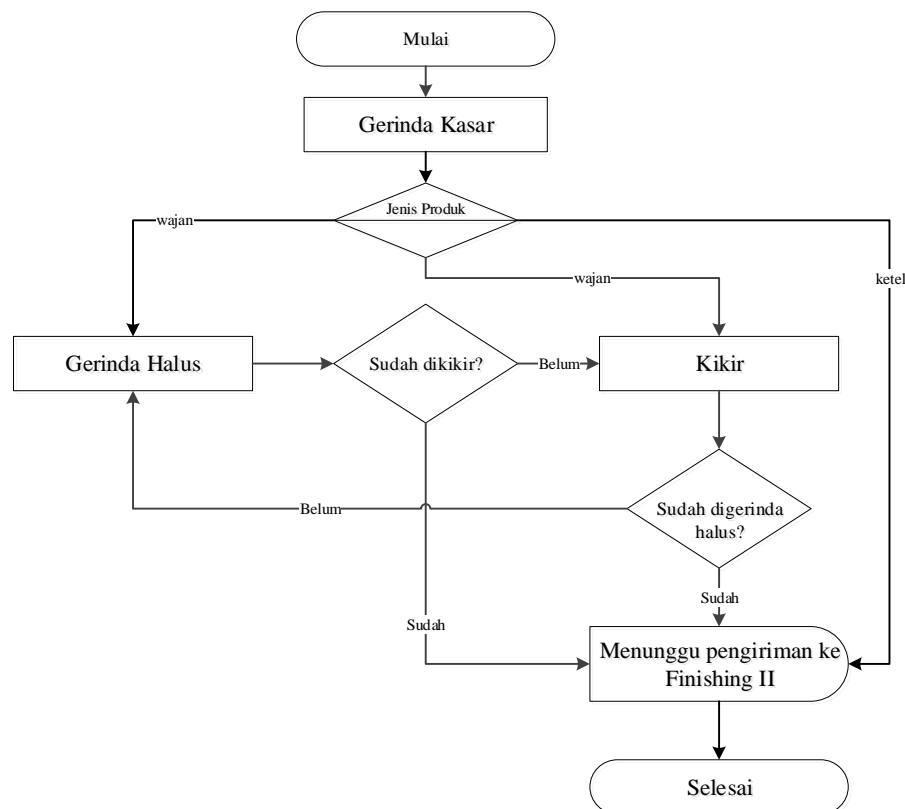 Mulai
Gerinda Kasar
Jenis Produk
wajan
wajan
ketel
Gerinda Halus
Sudah dikikir?
Belum
Kikir
Belum
Sudah digerinda
halus?
Sudah
Sudah
Menunggu pengiriman ke
Finishing II
Selesai